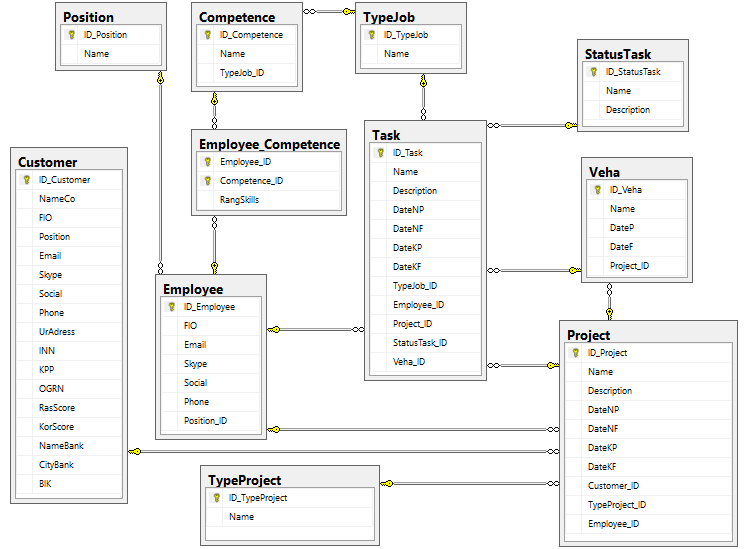 Position
ID_Position
Name
Competence
ID_Competence
Name
TypeJob_ID
TypeJob
ID_TypeJob
Name
StatusTask
ID_StatusTask
Name
Description
Employee_Competence
Employee_ID
Competence_ID
RangSkills
Task
ID_Task
Name
Description
DateNP
DateNF
DateKP
DateKF
TypeJob_ID
Employee_ID
Project_ID
StatusTask_ID
Veha_ID
Veha
ID_Veha
Name
DateP
DateF
Project_ID
Customer
ID_Customer
NameCo
FIO
Position
Email
Skype
Social
Phone
UrAdress
INN
KPP
OGRN
RasScore
KorScore
NameBank
CityBank
BIK
Employee
ID_Employee
FIO
Email
Skype
Social
Phone
Position_ID
Project
ID_Project
Name
Description
DateNP
DateNF
DateKP
DateKF
Customer_ID
TypeProject_ID
Employee_ID
TypeProject
ID_TypeProject
Name